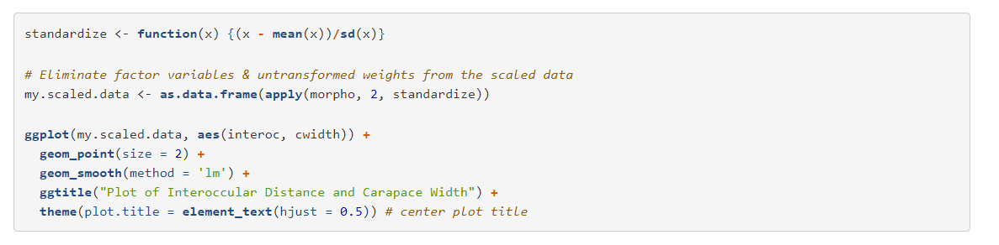 standardize <- function(x) {(x - mean(x))/sd(x)}
# Eliminate factor variables & untransformed weights from the scaled data
my.scaled.data <- as.data.frame(apply(morpho, 2, standardize))
ggplot(my.scaled.data, aes(interoc, cwidth)) +
  geom_point(size = 2) +
  geom_smooth(method = 'lm') +
  ggtitle("Plot of Interoccular Distance and Carapace Width") +
  theme(plot.title = element_text(hjust = 0.5)) # center plot title